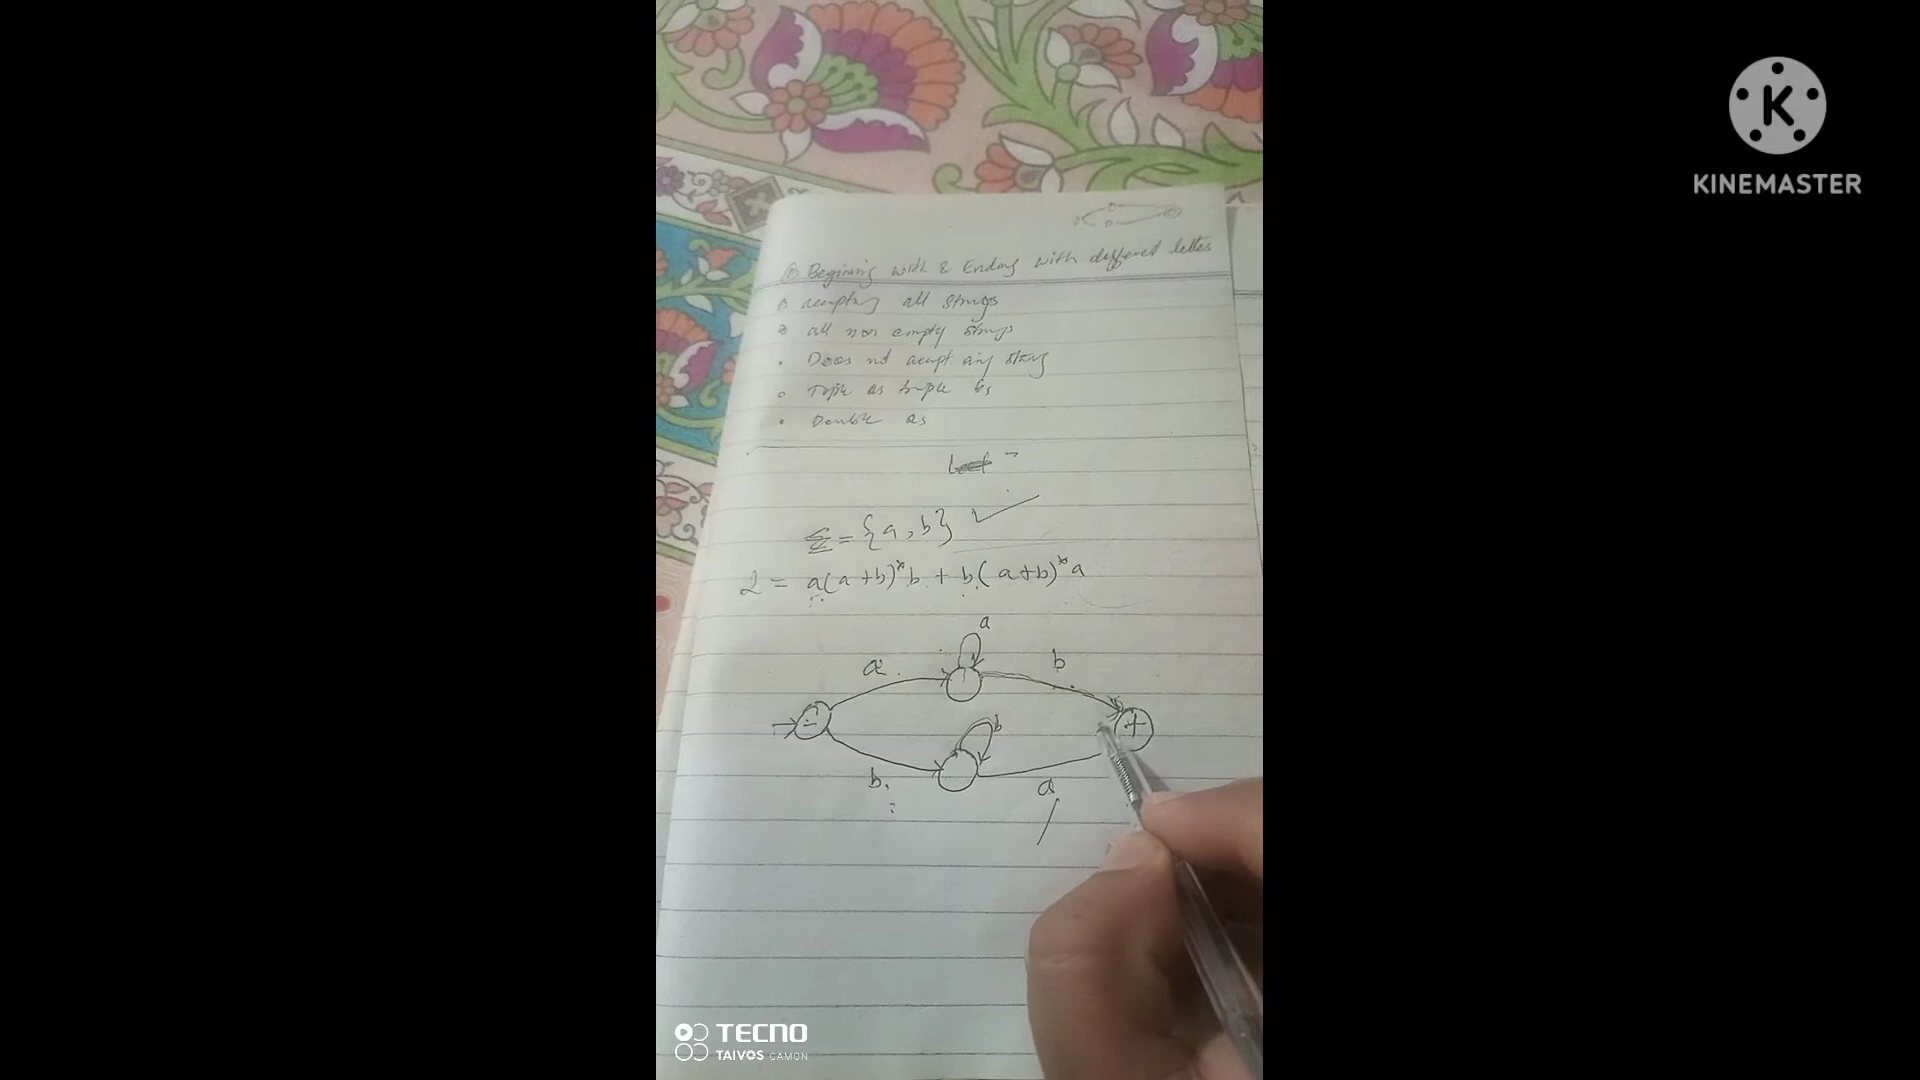 Begining with & Ending with different letter
accepting all strings
all non empty strings
Does not accept any string
Triple as triple bs
Double as
Σ = {a, b}
L = a(a+b)*b + b(a+b)*a
a
a b
- +
b
b a
KINEMASTER
TECNO
TAIVOS CAMON